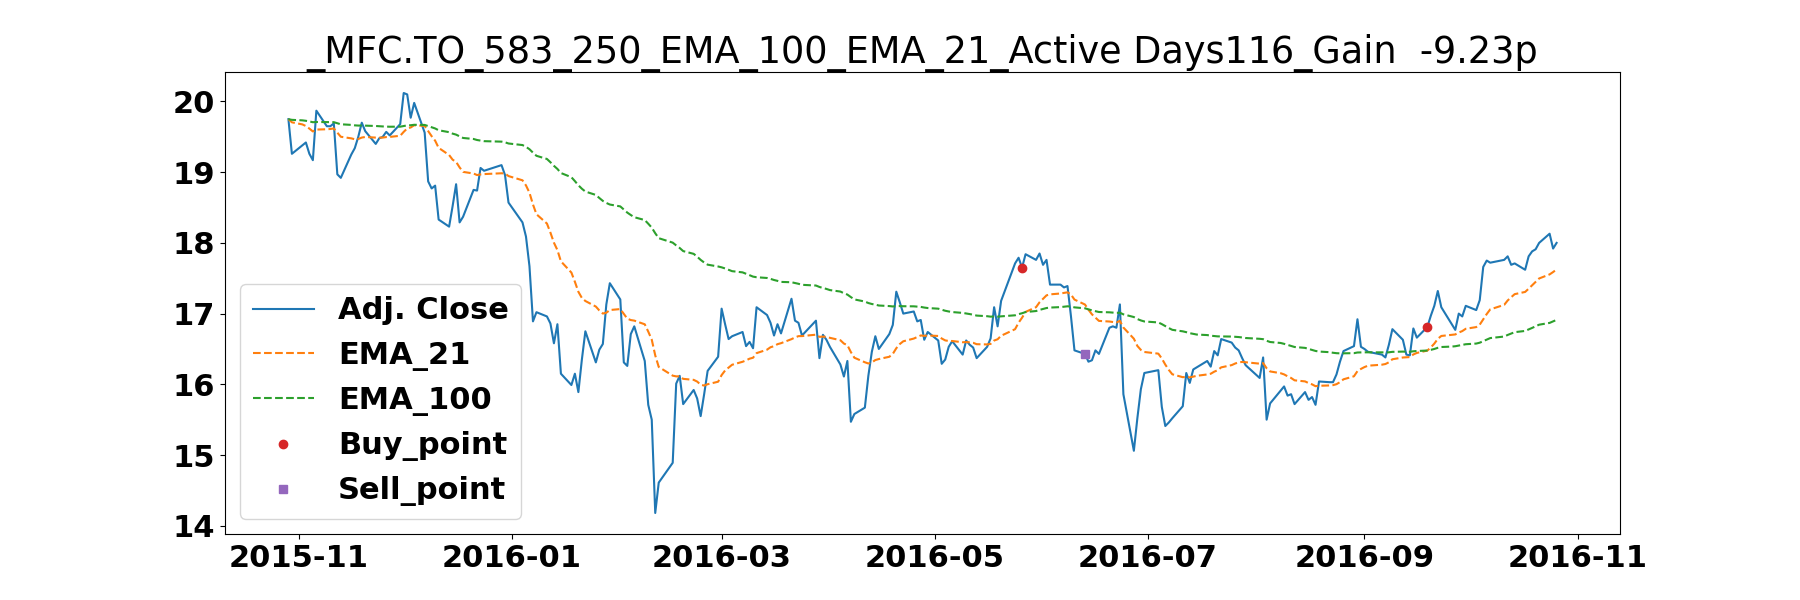 _MFC.TO_583_250_EMA_100_EMA_21_Active Days116_Gain  -9.23p
20
19
18
17
16
15
14
Adj. Close
EMA_21
EMA_100
Buy_point
Sell_point
2015-11 2016-01 2016-03 2016-05 2016-07 2016-09 2016-11